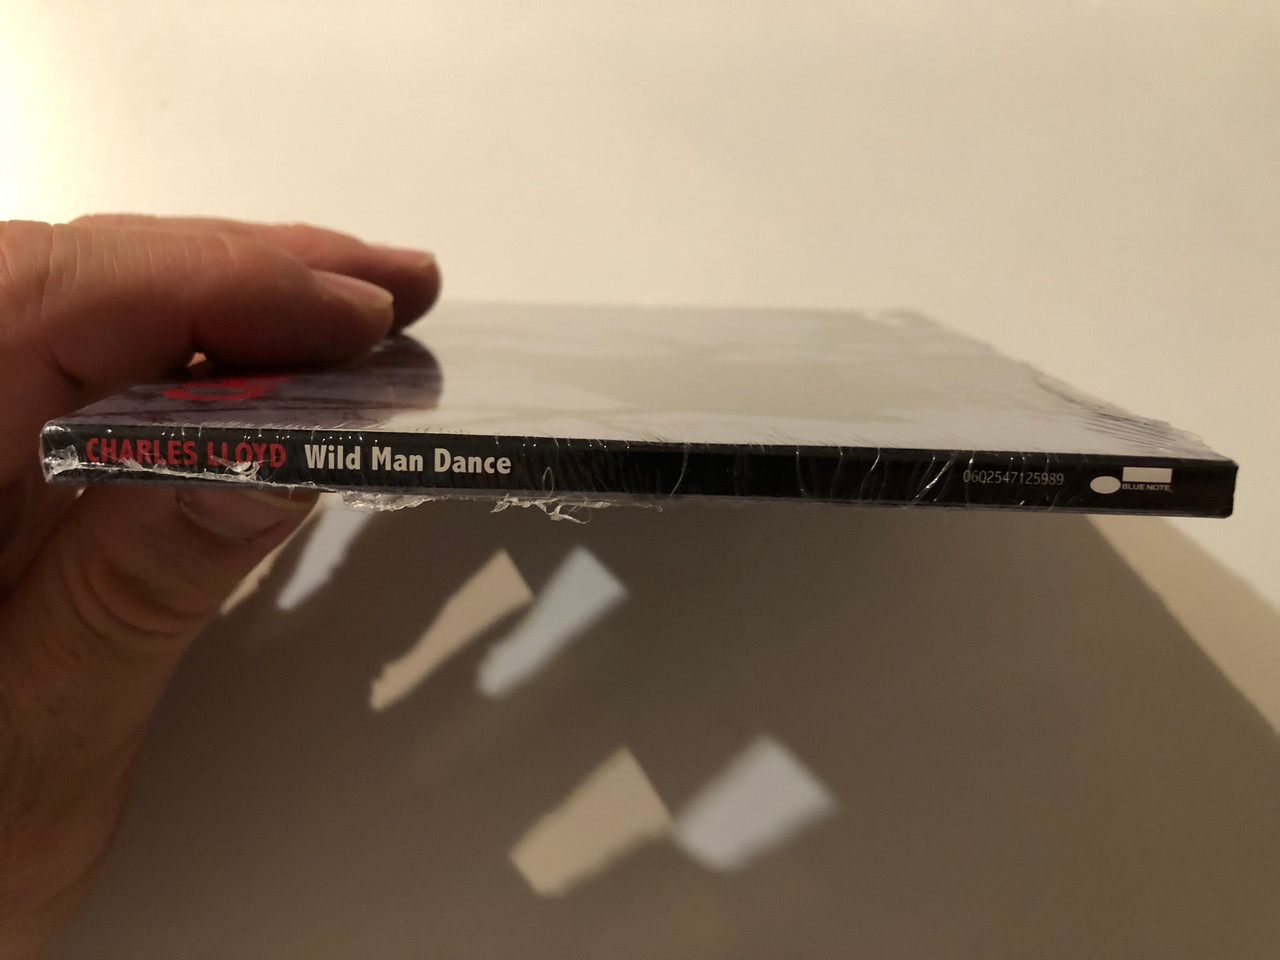 CHARLES LLOYD Wild Man Dance 0602547125989 BLUE NOTE